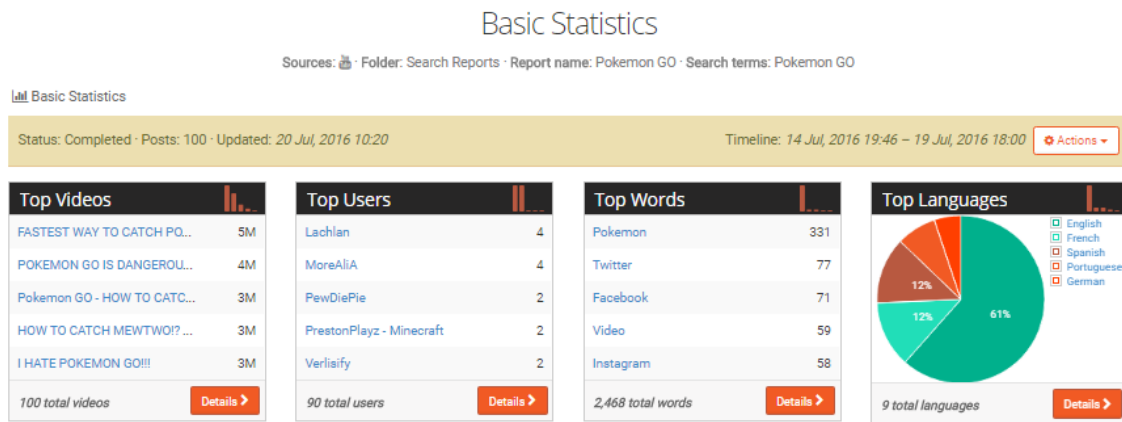 Basic Statistics
Sources: · Folder: Search Reports · Report name: Pokemon GO · Search terms: Pokemon GO
Basic Statistics
Status: Completed · Posts: 100 · Updated: 20 Jul, 2016 10:20
Timeline: 14 Jul, 2016 19:46 – 19 Jul, 2016 18:00
Actions
Top Videos
FASTEST WAY TO CATCH PO... 5M
POKEMON GO IS DANGEROU... 4M
Pokemon GO - HOW TO CATC... 3M
HOW TO CATCH MEWTWO!? ... 3M
I HATE POKEMON GO!!! 3M
100 total videos
Details
Top Users
Lachlan 4
MoreAliA 4
PewDiePie 2
PrestonPlayz - Minecraft 2
Verlisify 2
90 total users
Details
Top Words
Pokemon 331
Twitter 77
Facebook 71
Video 59
Instagram 58
2,468 total words
Details
Top Languages
English
French
Spanish
Portuguese
German
12%
12%
61%
9 total languages
Details